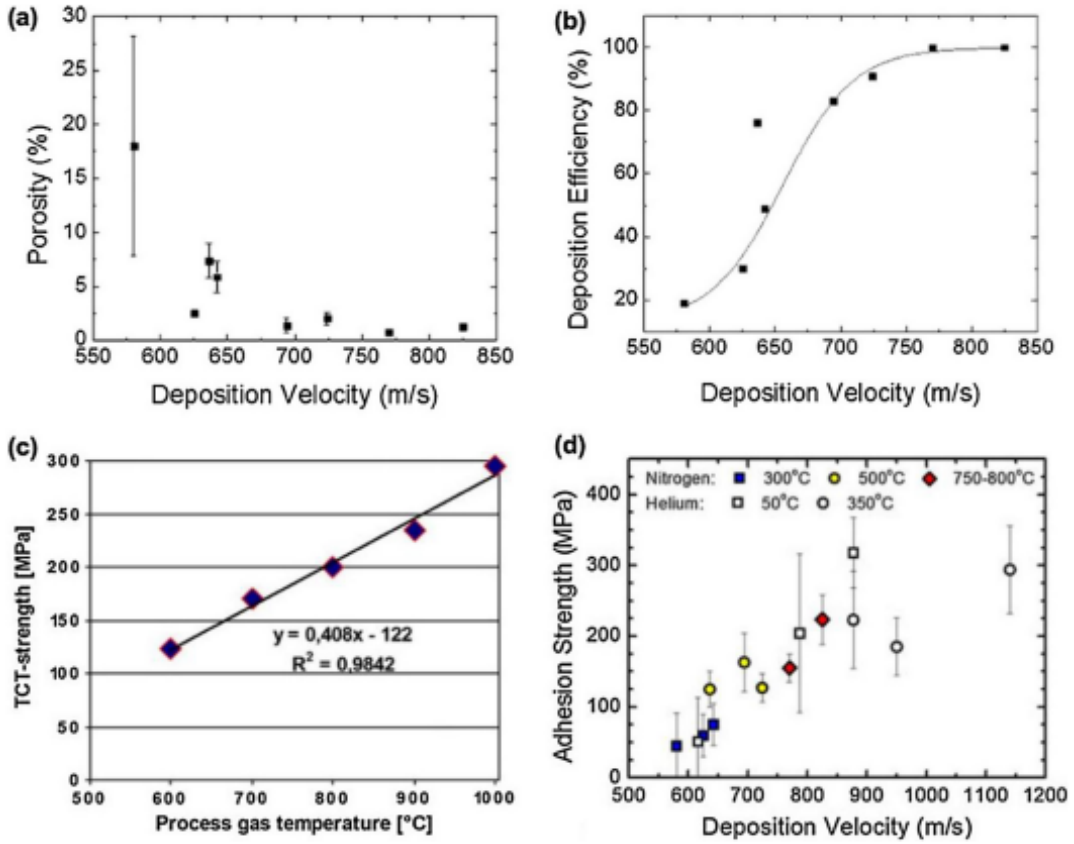 (a)
30
25
20
15
10
5
0
Porosity (%)
550 600 650 700 750 800 850
Deposition Velocity (m/s)
(b)
100
80
60
40
20
Deposition Efficiency (%)
550 600 650 700 750 800 850
Deposition Velocity (m/s)
(c)
300
250
200
150
100
50
0
TCT-strength [MPa]
y = 0,408x - 122
R² = 0,9842
500 600 700 800 900 1000
Process gas temperature [°C]
(d)
Nitrogen: 300°C 500°C 750-800°C
Helium: 50°C 350°C
400
300
200
100
0
Adhesion Strength (MPa)
500 600 700 800 900 1000 1100 1200
Deposition Velocity (m/s)